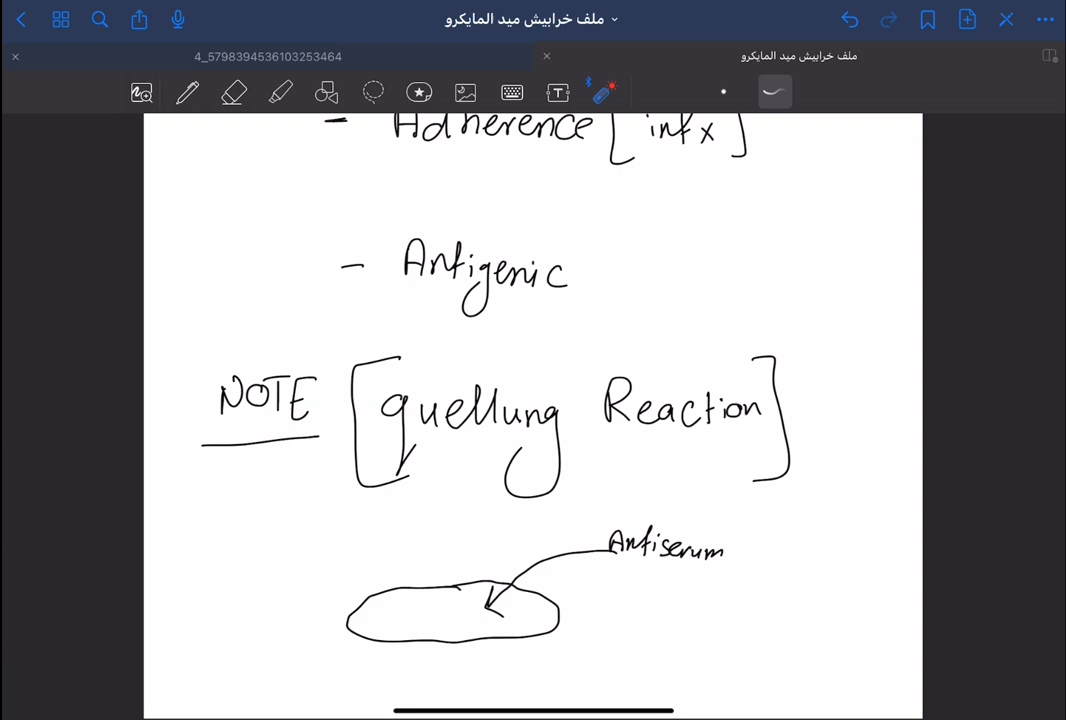 ملف خرابيش ميد المايكرو
4_5798394536103253464
ملف خرابيش ميد المايكرو
- Adherence [infx]
- Antigenic
NOTE [quellung Reaction]
Antiserum